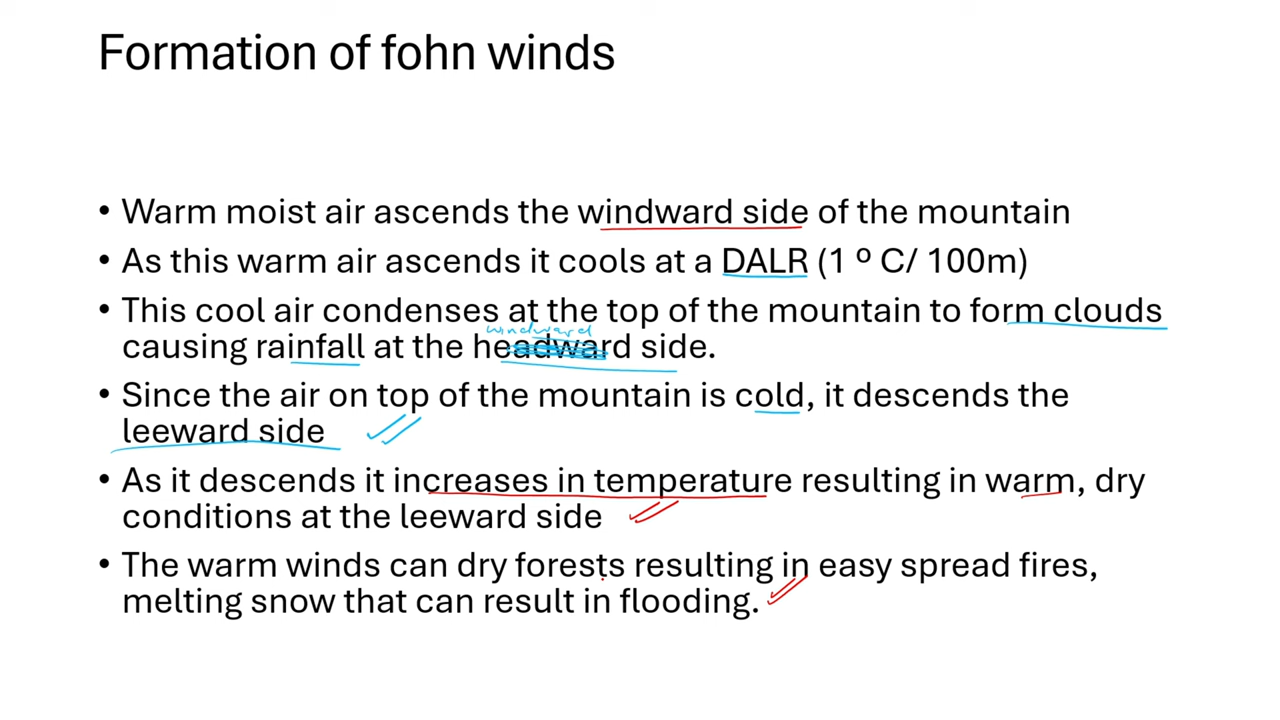 Formation of fohn winds
• Warm moist air ascends the windward side of the mountain
• As this warm air ascends it cools at a DALR (1 º C/ 100m)
• This cool air condenses at the top of the mountain to form clouds
windward
causing rainfall at the headward side.
• Since the air on top of the mountain is cold, it descends the
leeward side
• As it descends it increases in temperature resulting in warm, dry
conditions at the leeward side
• The warm winds can dry forests resulting in easy spread fires,
melting snow that can result in flooding.